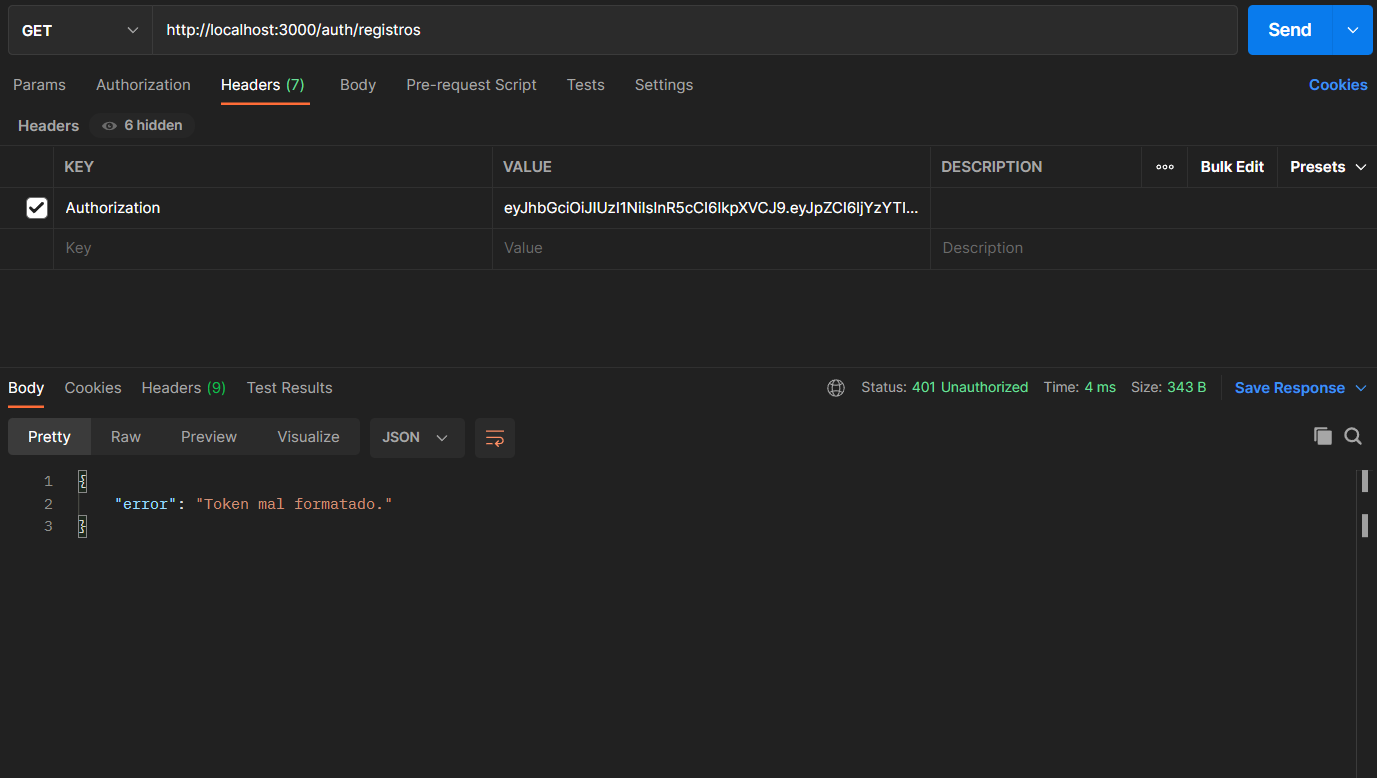 GET http://localhost:3000/auth/registros Send
Params Authorization Headers (7) Body Pre-request Script Tests Settings Cookies
Headers 6 hidden
KEY VALUE DESCRIPTION Bulk Edit Presets
Authorization eyJhbGciOiJIUzI1NiIsInR5cCI6IkpXVCJ9.eyJpZCI6IjYzYTI...
Key Value Description
Body Cookies Headers (9) Test Results Status: 401 Unauthorized Time: 4 ms Size: 343 B Save Response
Pretty Raw Preview Visualize JSON
1 {
2 "error": "Token mal formatado."
3 }